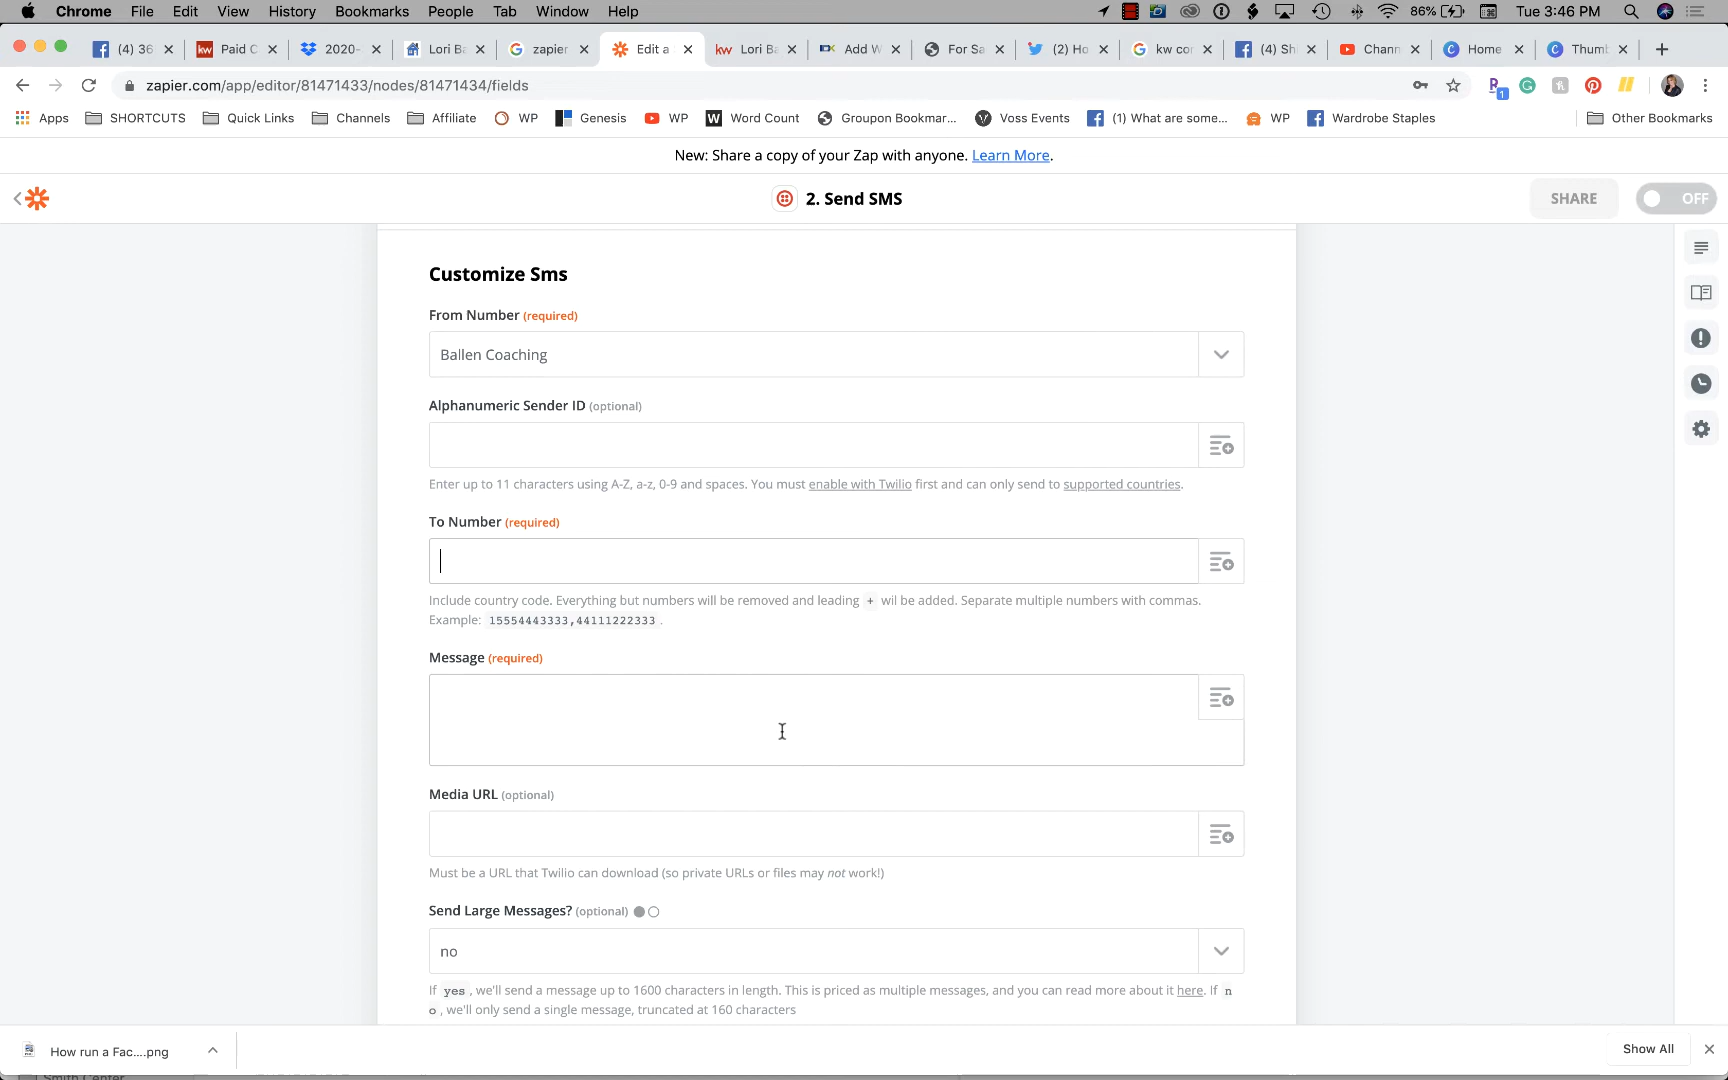 Chrome File Edit View History Bookmarks People Tab Window Help 86% Tue 3:46 PM
(4) 36 Paid C 2020- Lori Ba zapier Edit a Lori Ba Add W For Sa (2) Ho kw cor (4) Sh Chann Home Thum
zapier.com/app/editor/81471433/nodes/81471434/fields
Apps SHORTCUTS Quick Links Channels Affiliate WP Genesis WP Word Count Groupon Bookmar... Voss Events (1) What are some... WP Wardrobe Staples Other Bookmarks
New: Share a copy of your Zap with anyone. Learn More.
2. Send SMS SHARE OFF
Customize Sms
From Number (required)
Ballen Coaching
Alphanumeric Sender ID (optional)
Enter up to 11 characters using A-Z, a-z, 0-9 and spaces. You must enable with Twilio first and can only send to supported countries.
To Number (required)
Include country code. Everything but numbers will be removed and leading + wil be added. Separate multiple numbers with commas.
Example: 15554443333,44111222333 .
Message (required)
Media URL (optional)
Must be a URL that Twilio can download (so private URLs or files may not work!)
Send Large Messages? (optional)
no
If yes , we'll send a message up to 1600 characters in length. This is priced as multiple messages, and you can read more about it here. If n
o , we'll only send a single message, truncated at 160 characters
How run a Fac....png Show All
Smith Center